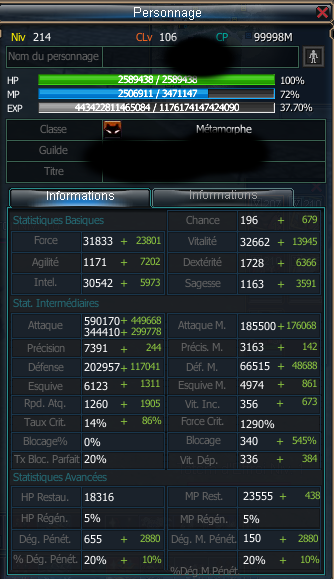 Personnage
Niv 214 CLv 106 CP 99998M
Nom du personnage
HP 2589438 / 2589438 100%
MP 2506911 / 3471147 72%
EXP 443422811465084 / 1176174147424090 37.70%
Classe Métamorphe
Guilde
Titre
Informations Informations
Statistiques Basiques Chance 196 + 679
Force 31833 + 23801 Vitalité 32662 + 13945
Agilité 1171 + 7202 Dextérité 1728 + 6366
Intel. 30542 + 5973 Sagesse 1163 + 3591
Stat. Intermédiaires
Attaque 590170 + 449668 Attaque M. 185500 + 176068
344410 + 299778
Précision 7391 + 244 Précis. M. 3163 + 142
Défense 202957 + 117041 Déf. M. 66515 + 48688
Esquive 6123 + 1311 Esquive M. 4974 + 861
Rpd. Atq. 1260 + 1905 Vit. Inc. 356 + 673
Taux Crit. 14% + 86% Force Crit. 1290%
Blocage% 0% Blocage 340 + 545%
Tx Bloc. Parfait 20% Vit. Dép. 336 + 384
Statistiques Avancées
HP Restau. 18316 MP Rest. 23555 + 438
HP Régén. 5% MP Régén. 5%
Dég. Pénét. 655 + 2880 Dég. M. Pénét. 150 + 2880
% Dég. Pénét. 20% + 10% %Dég.M.Pénét. 20% + 10%